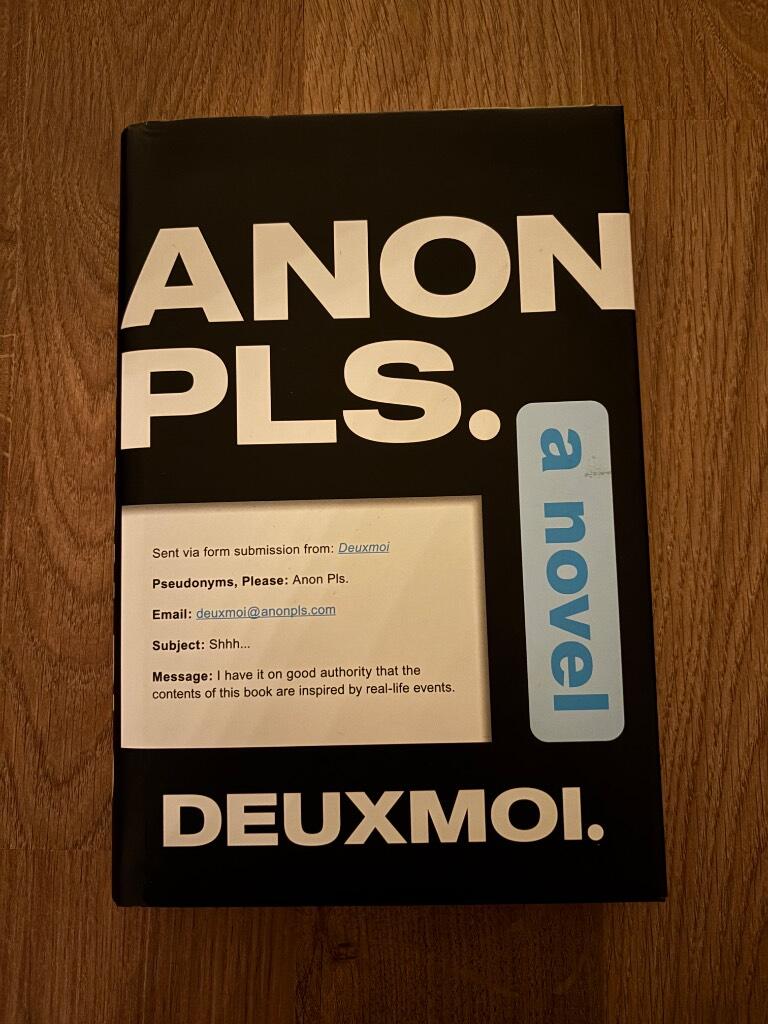 ANON
PLS.
a novel
Sent via form submission from: Deuxmoi
Pseudonyms, Please: Anon Pls.
Email: deuxmoi@anonpls.com
Subject: Shhh...
Message: I have it on good authority that the
contents of this book are inspired by real-life events.
DEUXMOI.